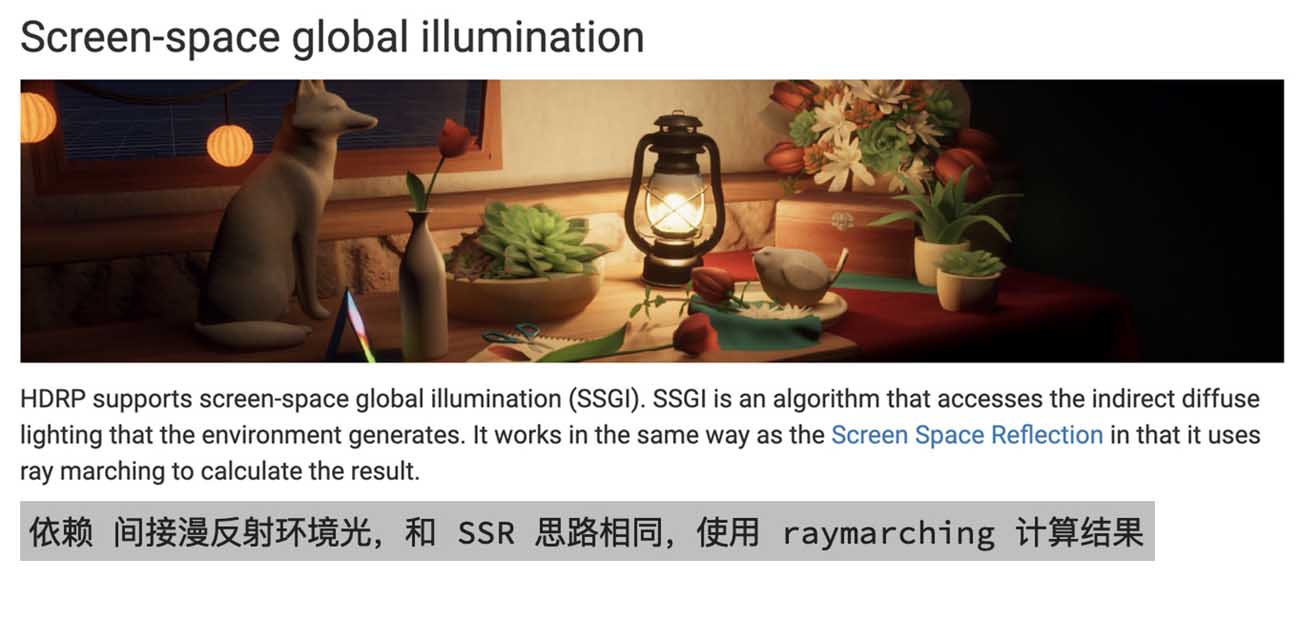 Screen-space global illumination
HDRP supports screen-space global illumination (SSGI). SSGI is an algorithm that accesses the indirect diffuse
lighting that the environment generates. It works in the same way as the Screen Space Reflection in that it uses
ray marching to calculate the result.
依赖 间接漫反射环境光，和 SSR 思路相同，使用 raymarching 计算结果